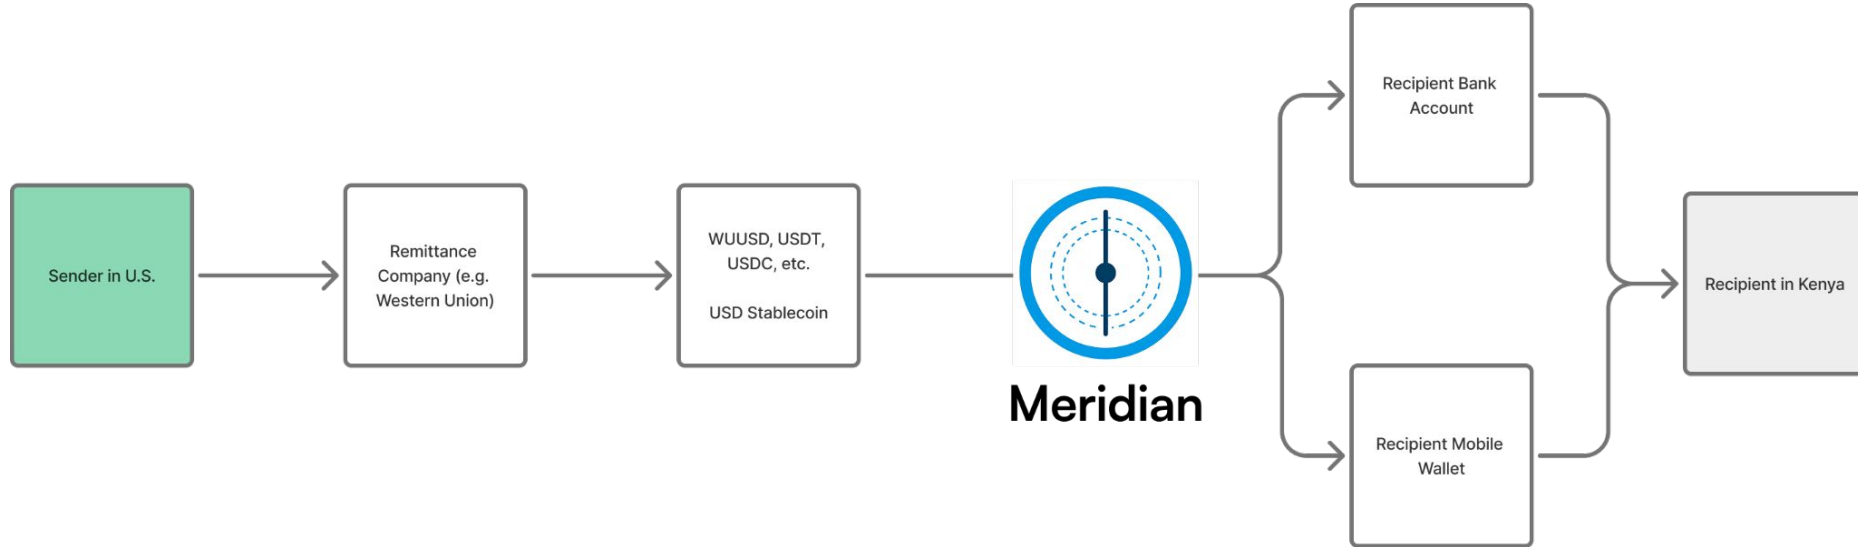 Sender in U.S.
Remittance
Company (e.g.
Western Union)
WUUSD, USDT,
USDC, etc.
USD Stablecoin
Meridian
Recipient Bank
Account
Recipient Mobile
Wallet
Recipient in Kenya